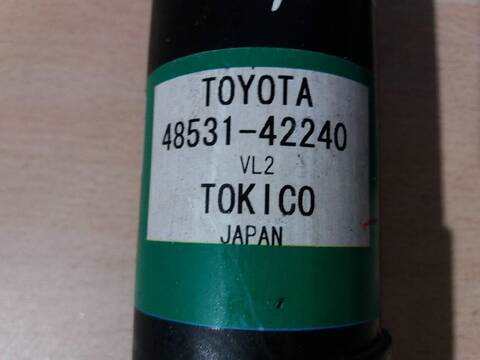 TOYOTA
48531-42240
VL2
TOKICO
JAPAN